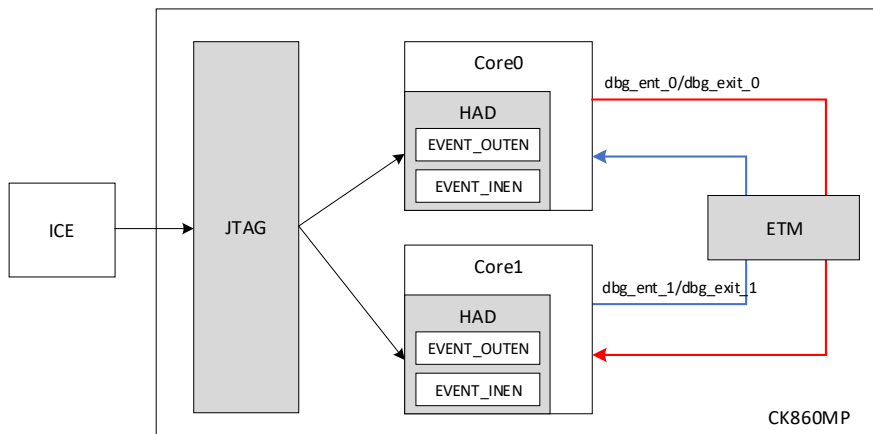 ICE
JTAG
Core0
HAD
EVENT_OUTEN
EVENT_INEN
dbg_ent_0/dbg_exit_0
ETM
Core1
HAD
EVENT_OUTEN
EVENT_INEN
dbg_ent_1/dbg_exit_1
CK860MP